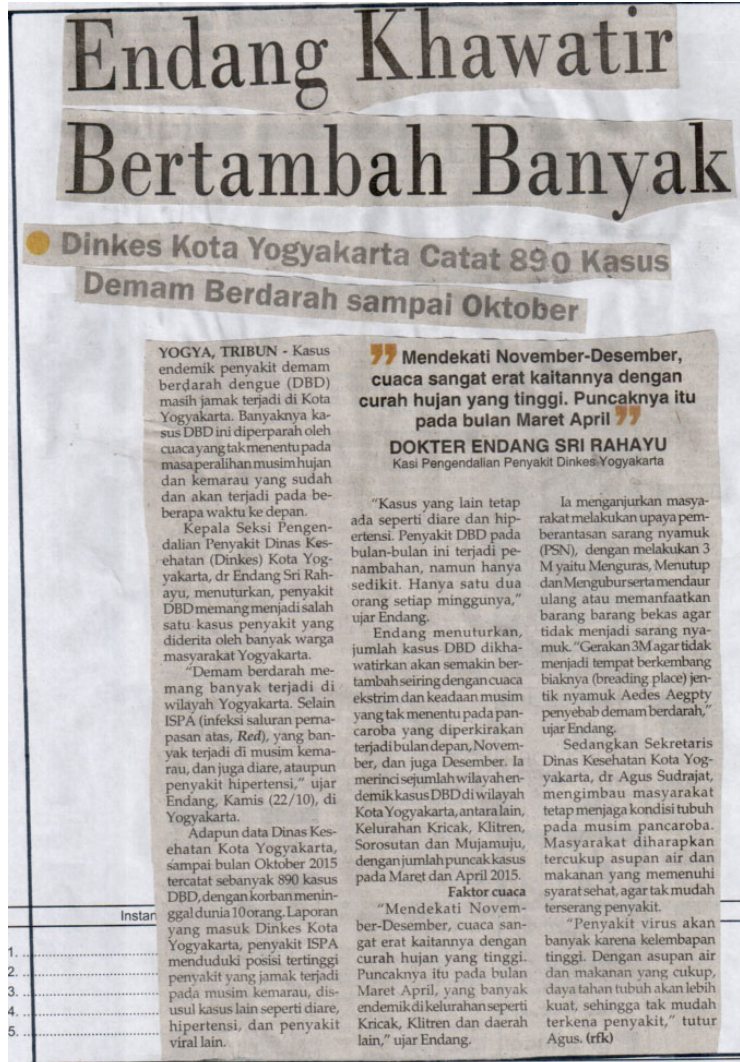 Endang Khawatir
Bertambah Banyak
Dinkes Kota Yogyakarta Catat 890 Kasus
Demam Berdarah sampai Oktober
YOGYA, TRIBUN - Kasus
endemik penyakit demam
berdarah dengue (DBD)
masih jamak terjadi di Kota
Yogyakarta. Banyaknya ka-
sus DBD ini diperparah oleh
cuaca yang tak menentu pada
masa peralihan musim hujan
dan kemarau yang sudah
dan akan terjadi pada be-
berapa waktu ke depan.
Kepala Seksi Pengen-
dalian Penyakit Dinas Kes-
ehatan (Dinkes) Kota Yog-
yakarta, dr Endang Sri Rah-
ayu, menuturkan, penyakit
DBD memang menjadi salah
satu kasus penyakit yang
diderita oleh banyak warga
masyarakat Yogyakarta.
"Demam berdarah me-
mang banyak terjadi di
wilayah Yogyakarta. Selain
ISPA (infeksi saluran perna-
pasan atas, Red), yang ban-
yak terjadi di musim kema-
rau, dan juga diare, ataupun
penyakit hipertensi," ujar
Endang, Kamis (22/10), di
Yogyakarta.
Adapun data Dinas Kes-
ehatan Kota Yogyakarta,
sampai bulan Oktober 2015
tercatat sebanyak 890 kasus
DBD, dengan korban mening-
gal dunia 10 orang. Laporan
yang masuk Dinkes Kota
Yogyakarta, penyakit ISPA
menduduki posisi tertinggi
penyakit yang jamak terjadi
pada musim kemarau, dis-
usul kasus lain seperti diare,
hipertensi, dan penyakit
viral lain.
" Mendekati November-Desember,
cuaca sangat erat kaitannya dengan
curah hujan yang tinggi. Puncaknya itu
pada bulan Maret April "
DOKTER ENDANG SRI RAHAYU
Kasi Pengendalian Penyakit Dinkes Yogyakarta
"Kasus yang lain tetap
ada seperti diare dan hip-
ertensi. Penyakit DBD pada
bulan-bulan ini terjadi pe-
nambahan, namun hanya
sedikit. Hanya satu dua
orang setiap minggunya,"
ujar Endang.
Endang menuturkan,
jumlah kasus DBD dikha-
watirkan akan semakin ber-
tambah seiring dengan cuaca
ekstrim dan keadaan musim
yang tak menentu pada pan-
caroba yang diperkirakan
terjadi bulan depan, Novem-
ber, dan juga Desember. Ia
merinci sejumlah wilayah en-
demik kasus DBD di wilayah
Kota Yogyakarta, antara lain,
Kelurahan Kricak, Klitren,
Sorosutan dan Mujamuju,
dengan jumlah puncak kasus
pada Maret dan April 2015.
Faktor cuaca
"Mendekati Novem-
ber-Desember, cuaca san-
gat erat kaitannya dengan
curah hujan yang tinggi.
Puncaknya itu pada bulan
Maret April, yang banyak
endemik di kelurahan seperti
Kricak, Klitren dan daerah
lain," ujar Endang.
Ia menganjurkan masya-
rakat melakukan upaya pem-
berantasan sarang nyamuk
(PSN), dengan melakukan 3
M yaitu Menguras, Menutup
dan Mengubur serta mendaur
ulang atau memanfaatkan
barang barang bekas agar
tidak menjadi sarang nya-
muk. "Gerakan 3M agar tidak
menjadi tempat berkembang
biaknya (breading place) jen-
tik nyamuk Aedes Aegpty
penyebab demam berdarah,"
ujar Endang.
Sedangkan Sekretaris
Dinas Kesehatan Kota Yog-
yakarta, dr Agus Sudrajat,
mengimbau masyarakat
tetap menjaga kondisi tubuh
pada musim pancaroba.
Masyarakat diharapkan
tercukup asupan air dan
makanan yang memenuhi
syarat sehat, agar tak mudah
terserang penyakit.
"Penyakit virus akan
banyak karena kelembapan
tinggi. Dengan asupan air
dan makanan yang cukup,
daya tahan tubuh akan lebih
kuat, sehingga tak mudah
terkena penyakit," tutur
Agus. (rfk)
Instan
1.
2.
3.
4.
5.